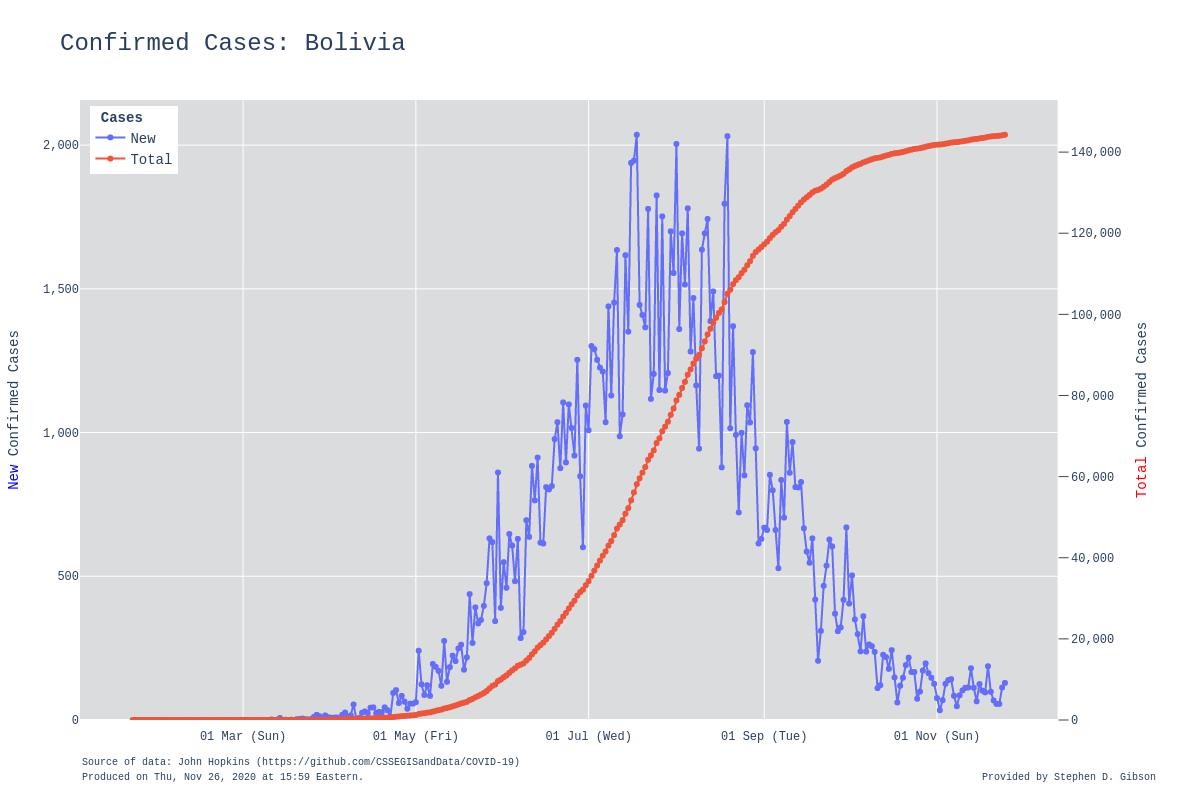 Confirmed Cases: Bolivia
Cases
New
Total
2,000
1,500
1,000
500
0
140,000
120,000
100,000
80,000
60,000
40,000
20,000
0
New Confirmed Cases
Total Confirmed Cases
01 Mar (Sun)
01 May (Fri)
01 Jul (Wed)
01 Sep (Tue)
01 Nov (Sun)
Source of data: John Hopkins (https://github.com/CSSEGISandData/COVID-19)
Produced on Thu, Nov 26, 2020 at 15:59 Eastern.
Provided by Stephen D. Gibson